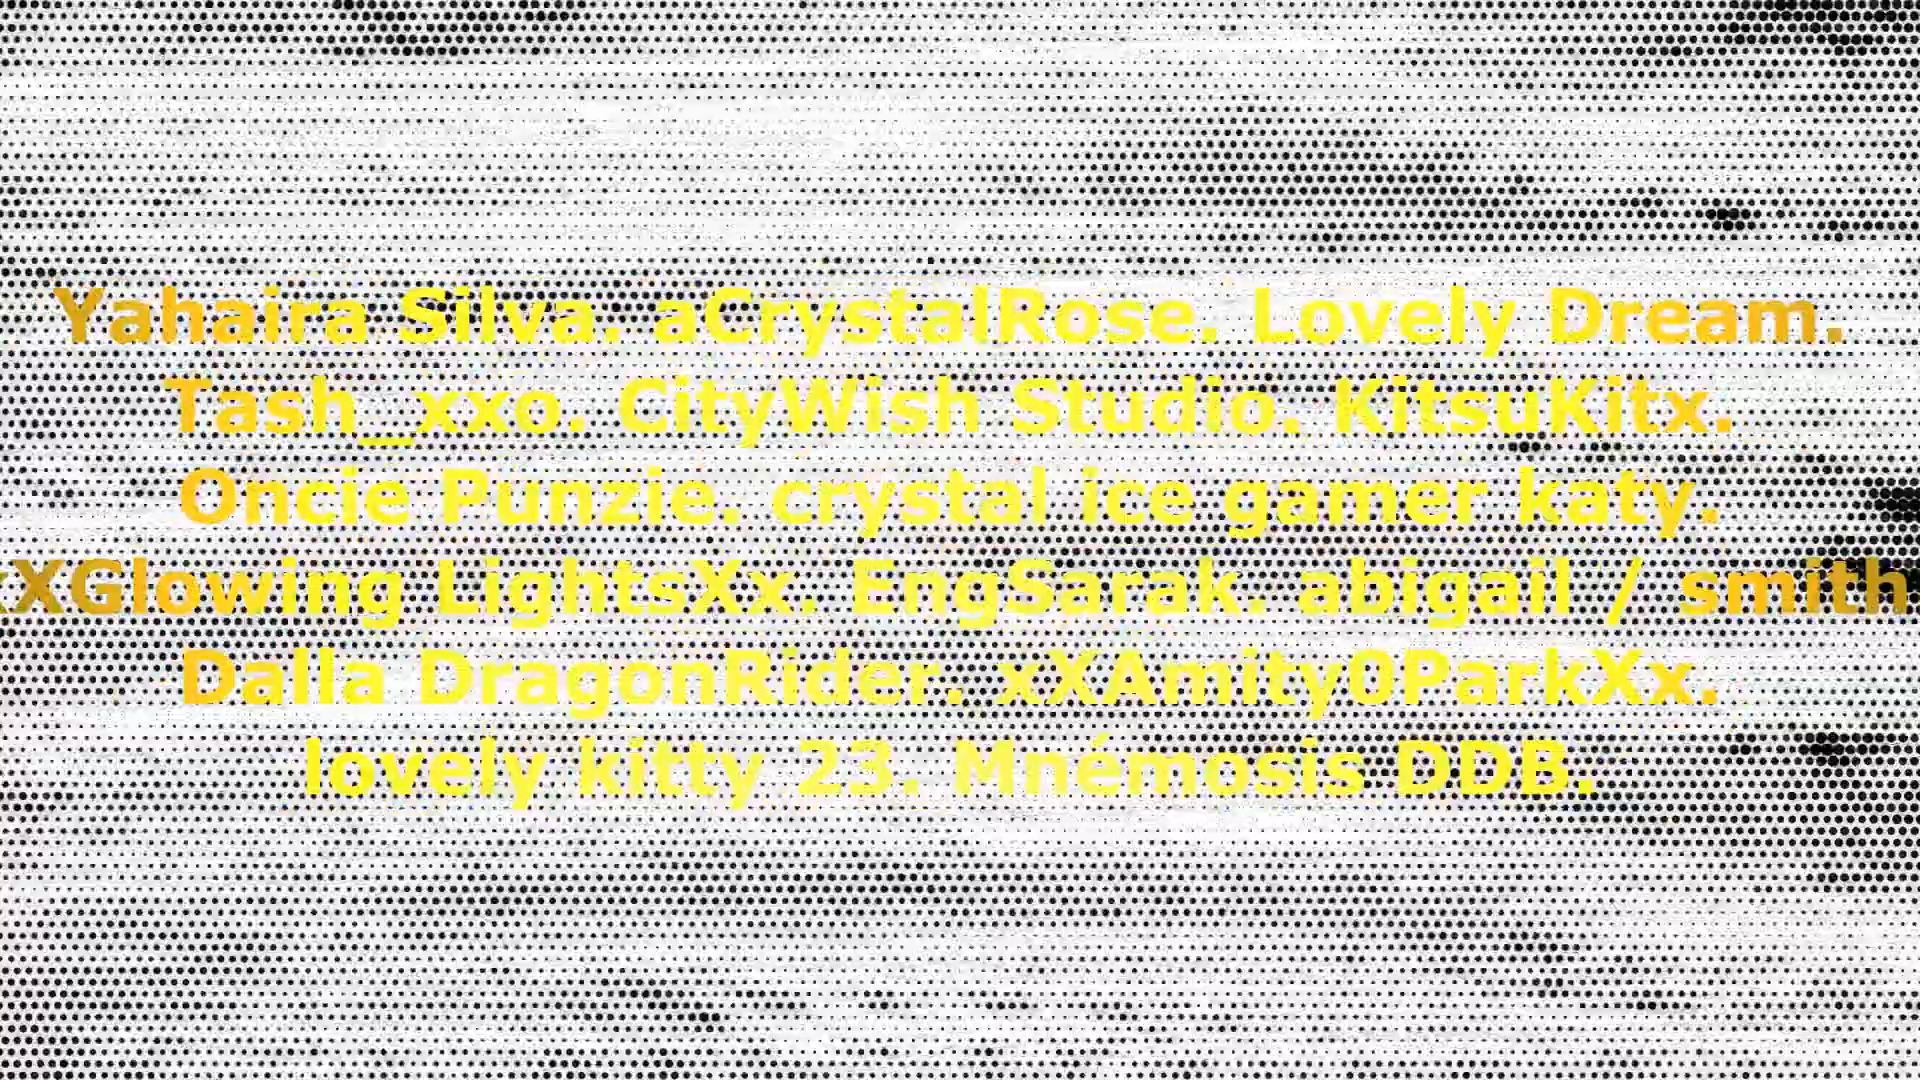 Yahaira Silva. aCrystalRose. Lovely Dream.
Tash_xxo. CityWish Studio. KitsuKitx.
Oncie Punzie. crystal ice gamer katy.
xXGlowing LightsXx. EngSarak. abigail / smith
Dalla DragonRider. xXAmity0ParkXx.
lovely kitty 23. Mnémosis DDB.